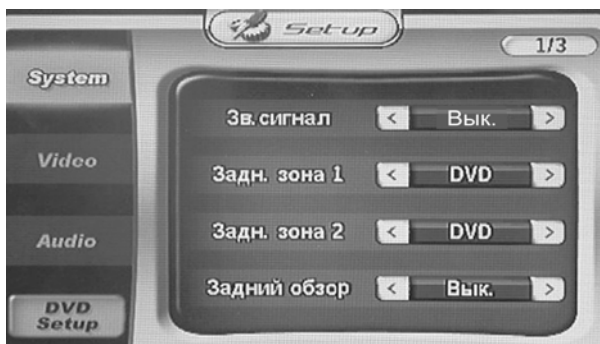 Setup
1/3
System
Зв.сигнал < Вык. >
Video
Задн. зона 1 < DVD >
Audio
Задн. зона 2 < DVD >
DVD
Setup
Задний обзор < Вык. >